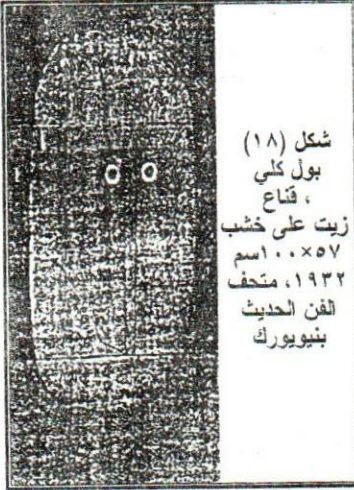 شكل (١٨)
بول كلي
، قناع
زيت على خشب
٥٧×١٠٠سم
١٩٣٢، متحف
الفن الحديث
بنيويورك